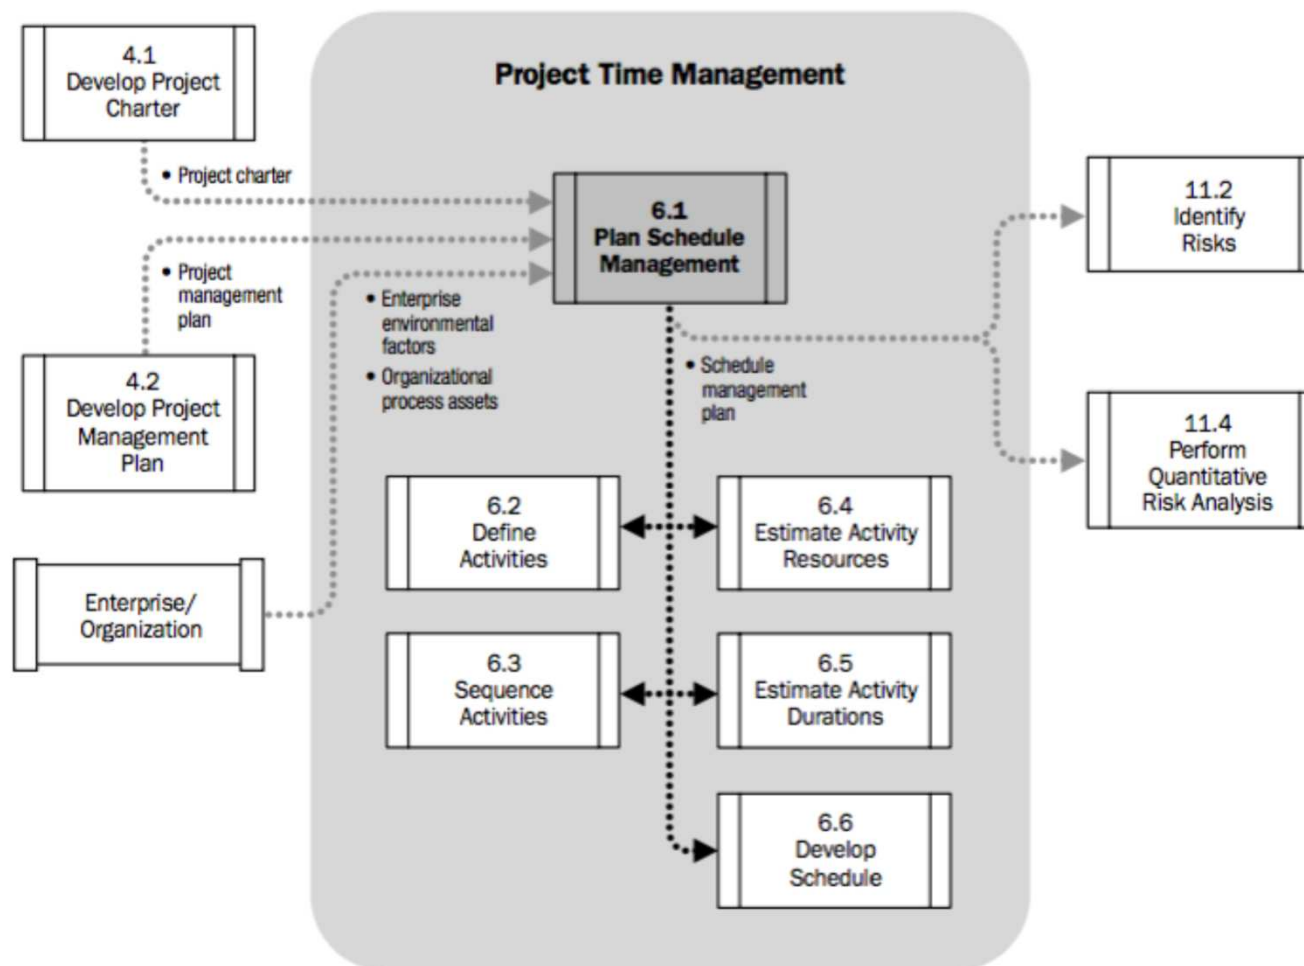 4.1
Develop Project
Charter
Project Time Management
• Project charter
6.1
Plan Schedule
Management
11.2
Identify
Risks
• Project
management
plan
• Enterprise
environmental
factors
• Organizational
process assets
• Schedule
management
plan
4.2
Develop Project
Management
Plan
11.4
Perform
Quantitative
Risk Analysis
6.2
Define
Activities
6.4
Estimate Activity
Resources
Enterprise/
Organization
6.3
Sequence
Activities
6.5
Estimate Activity
Durations
6.6
Develop
Schedule